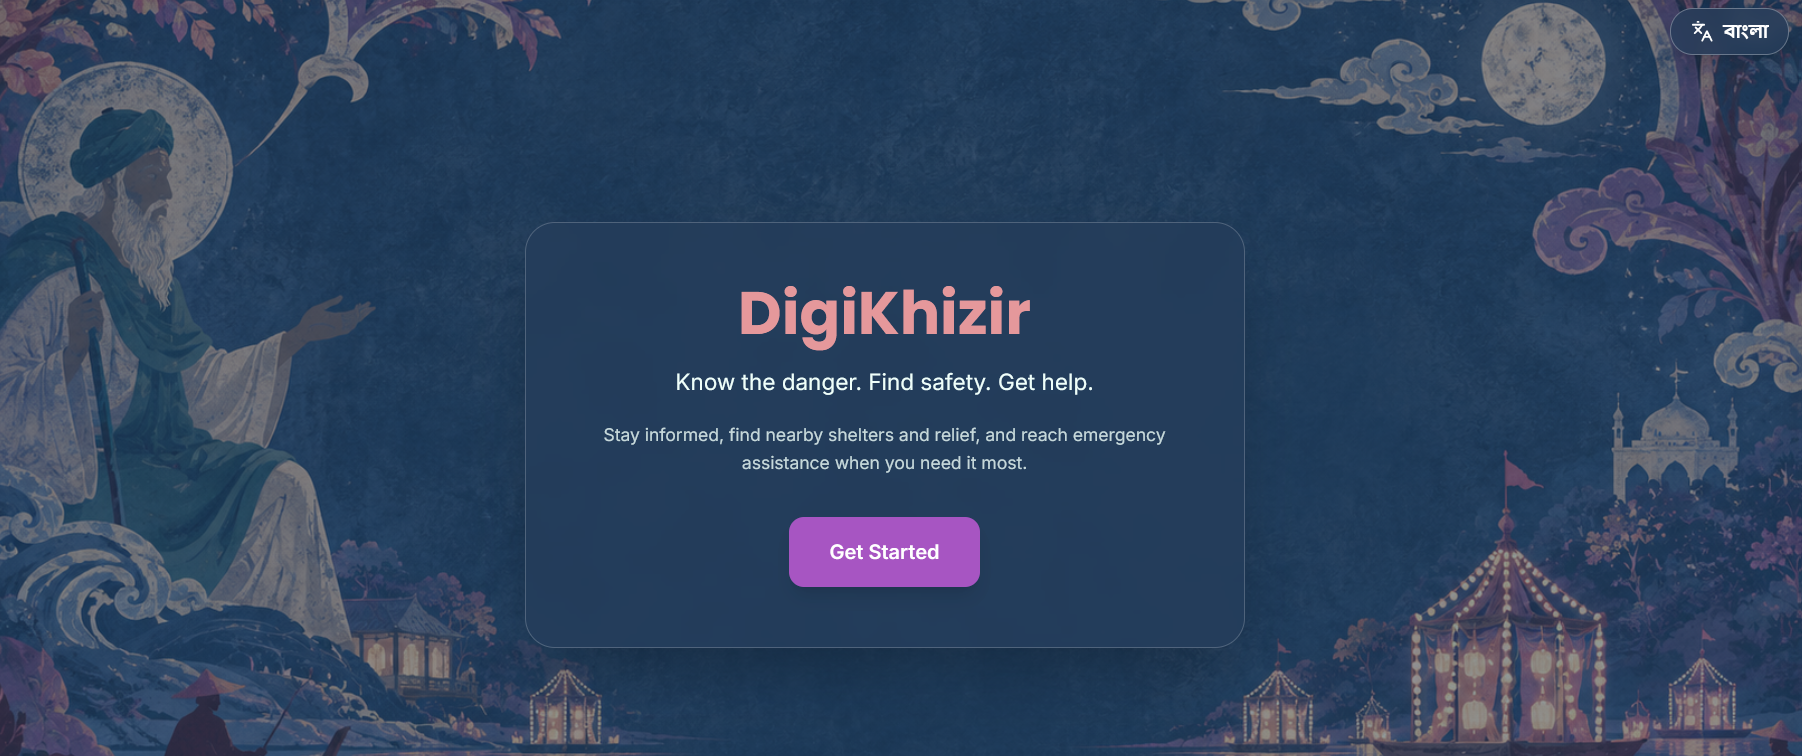 বাংলা
DigiKhizir
Know the danger. Find safety. Get help.
Stay informed, find nearby shelters and relief, and reach emergency
assistance when you need it most.
Get Started